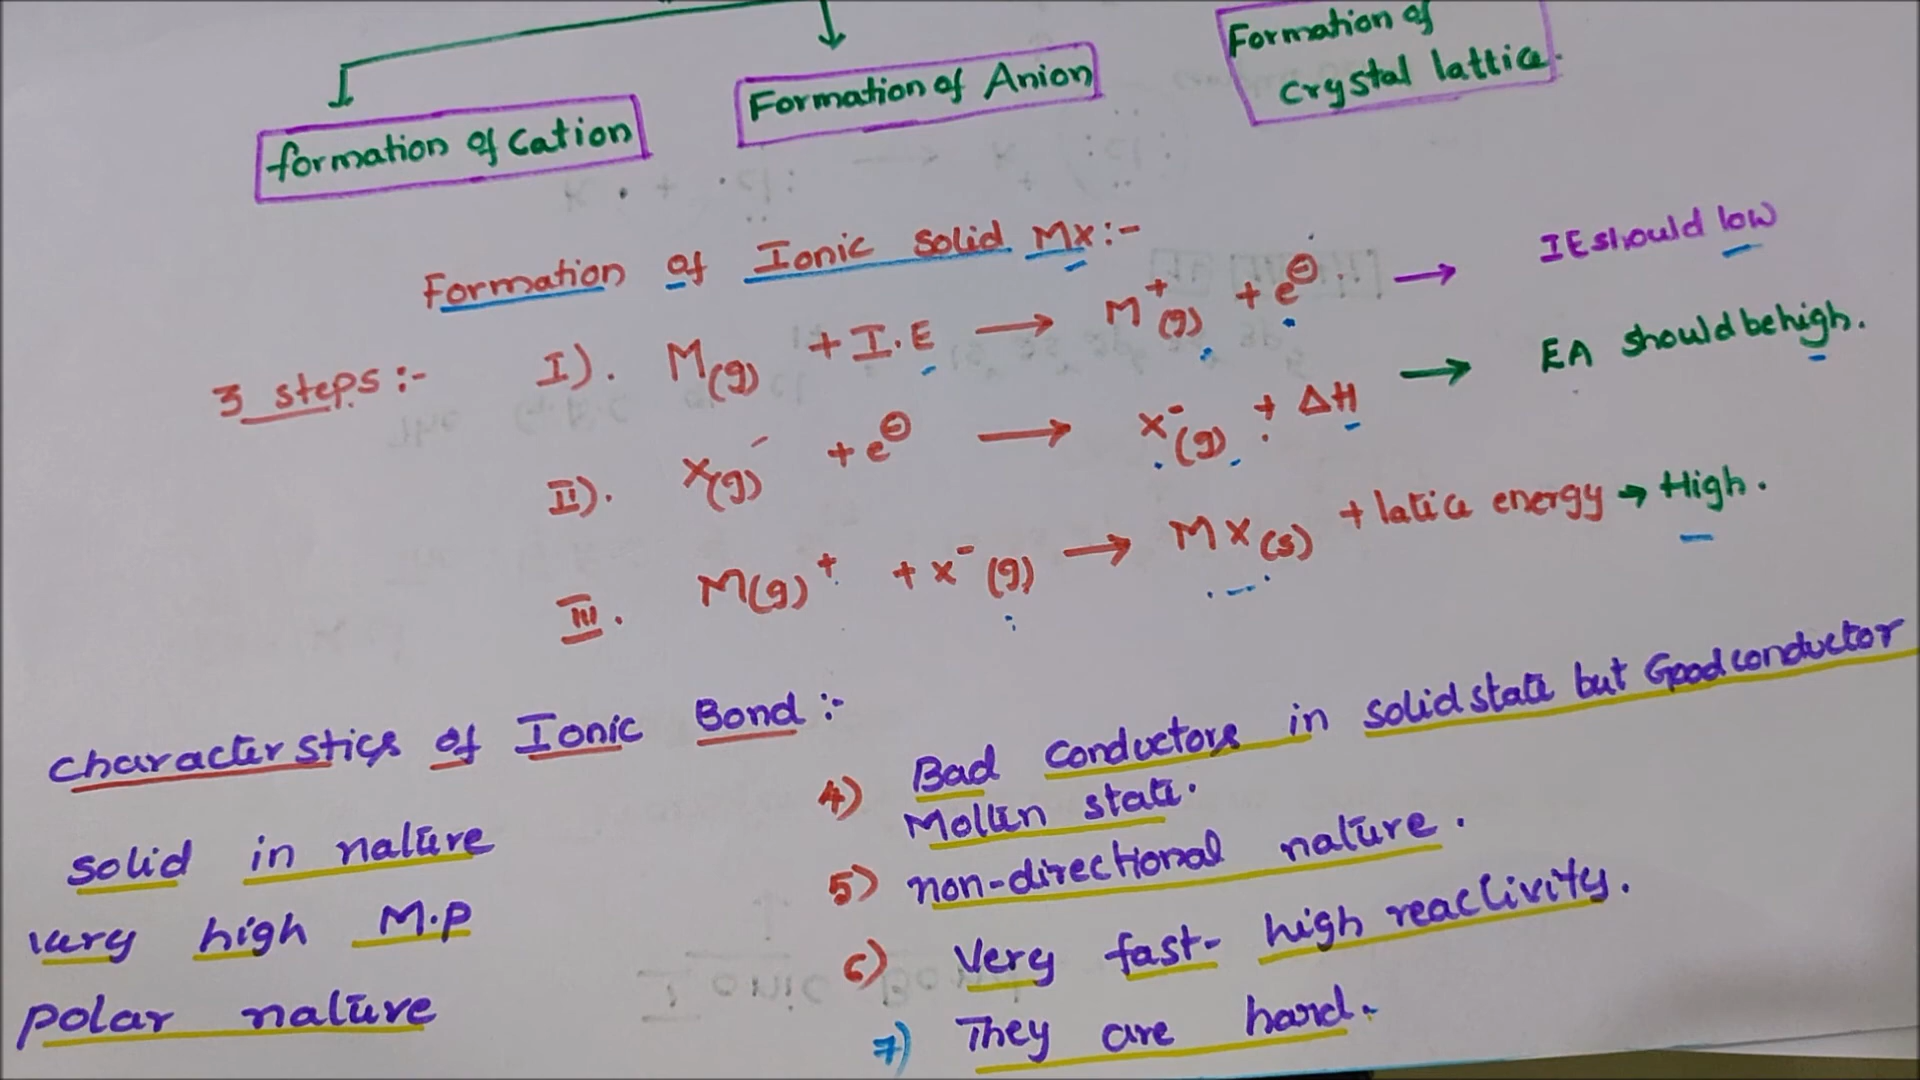 formation of Cation
Formation of Anion
Formation of
crystal lattice.
Formation of Ionic solid MX:-
3 steps:-
I). M(g) + I.E → M⁺(g) + e⊖ → IE should low
II). X(g) + e⊖ → X⁻(g) + ΔH → EA should be high.
III. M(g)⁺ + X⁻(g) → MX(s) + latice energy → High.
Characterstics of Ionic Bond :-
solid in nature
very high M.P
polar nature
4) Bad conductors in solid state but Good conductor
Molten state.
5) non-directional nature.
6) Very fast- high reactivity.
7) They are hard.